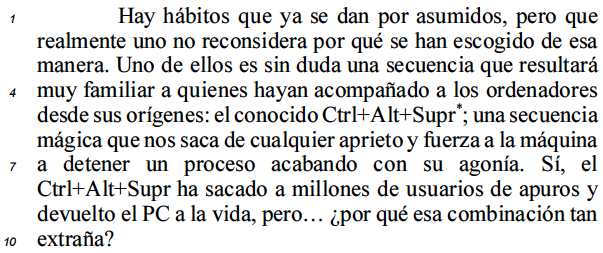 1 Hay hábitos que ya se dan por asumidos, pero que
realmente uno no reconsidera por qué se han escogido de esa
manera. Uno de ellos es sin duda una secuencia que resultará
4 muy familiar a quienes hayan acompañado a los ordenadores
desde sus orígenes: el conocido Ctrl+Alt+Supr*; una secuencia
mágica que nos saca de cualquier aprieto y fuerza a la máquina
7 a detener un proceso acabando con su agonía. Sí, el
Ctrl+Alt+Supr ha sacado a millones de usuarios de apuros y
devuelto el PC a la vida, pero… ¿por qué esa combinación tan
10 extraña?